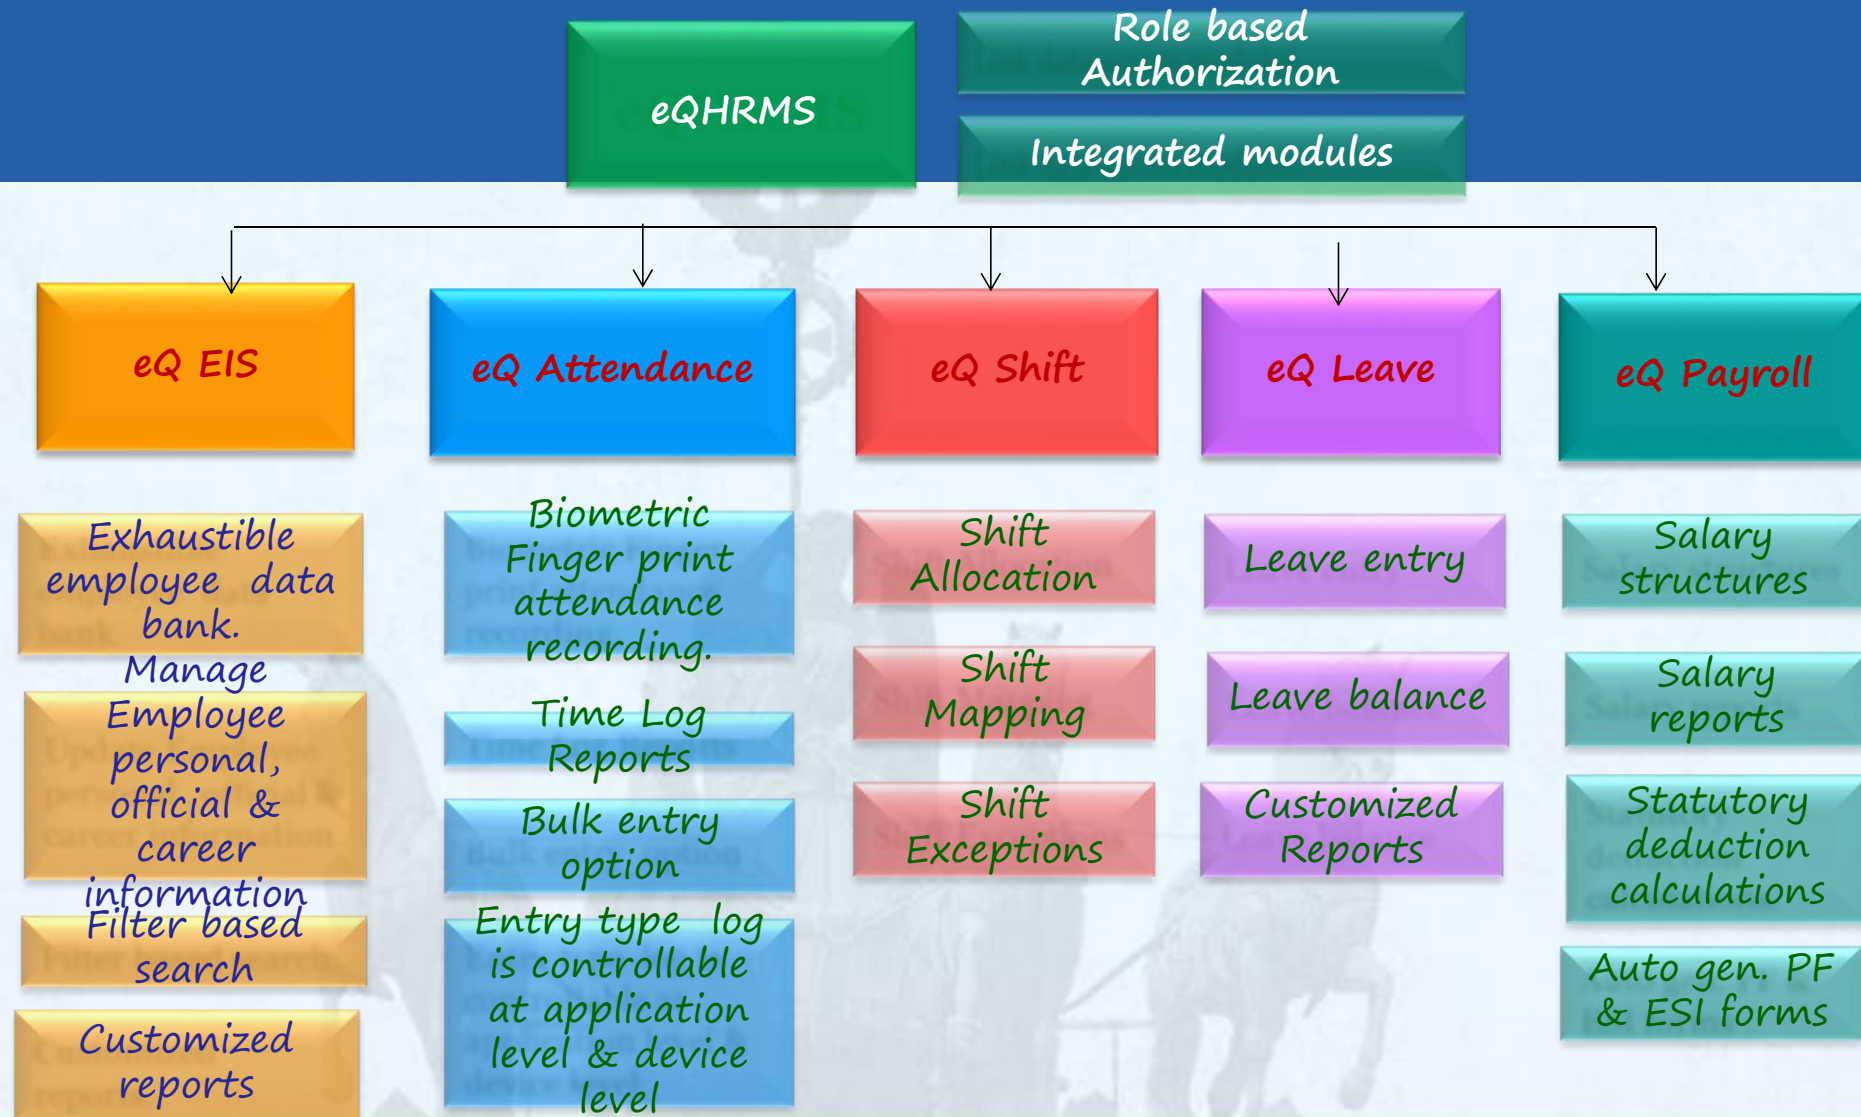 eQHRMS
Role based
Authorization
Integrated modules
eQ EIS
eQ Attendance
eQ Shift
eQ Leave
eQ Payroll
Exhaustible
employee data
bank.
Manage
Employee
personal,
official &
career
information
Filter based
search
Customized
reports
Biometric
Finger print
attendance
recording.
Time Log
Reports
Bulk entry
option
Entry type log
is controllable
at application
level & device
level
Shift
Allocation
Shift
Mapping
Shift
Exceptions
Leave entry
Leave balance
Customized
Reports
Salary
structures
Salary
reports
Statutory
deduction
calculations
Auto gen. PF
& ESI forms